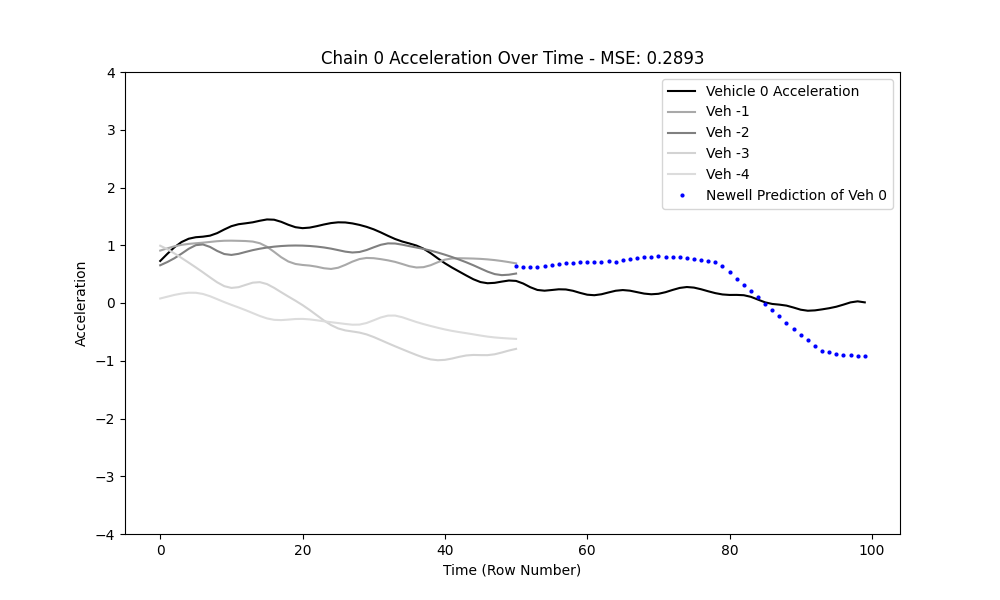 Chain 0 Acceleration Over Time - MSE: 0.2893
4
3
2
1
0
−1
−2
−3
−4
Acceleration
Vehicle 0 Acceleration
Veh -1
Veh -2
Veh -3
Veh -4
Newell Prediction of Veh 0
0 20 40 60 80 100
Time (Row Number)